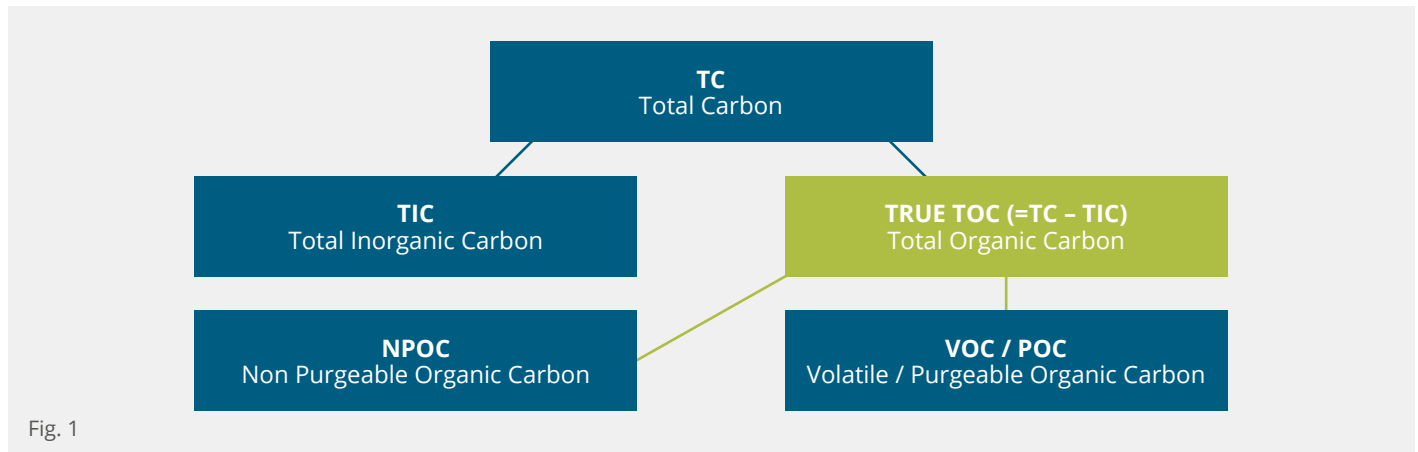 TC
Total Carbon
TIC
Total Inorganic Carbon
TRUE TOC (=TC – TIC)
Total Organic Carbon
NPOC
Non Purgeable Organic Carbon
VOC / POC
Volatile / Purgeable Organic Carbon
Fig. 1